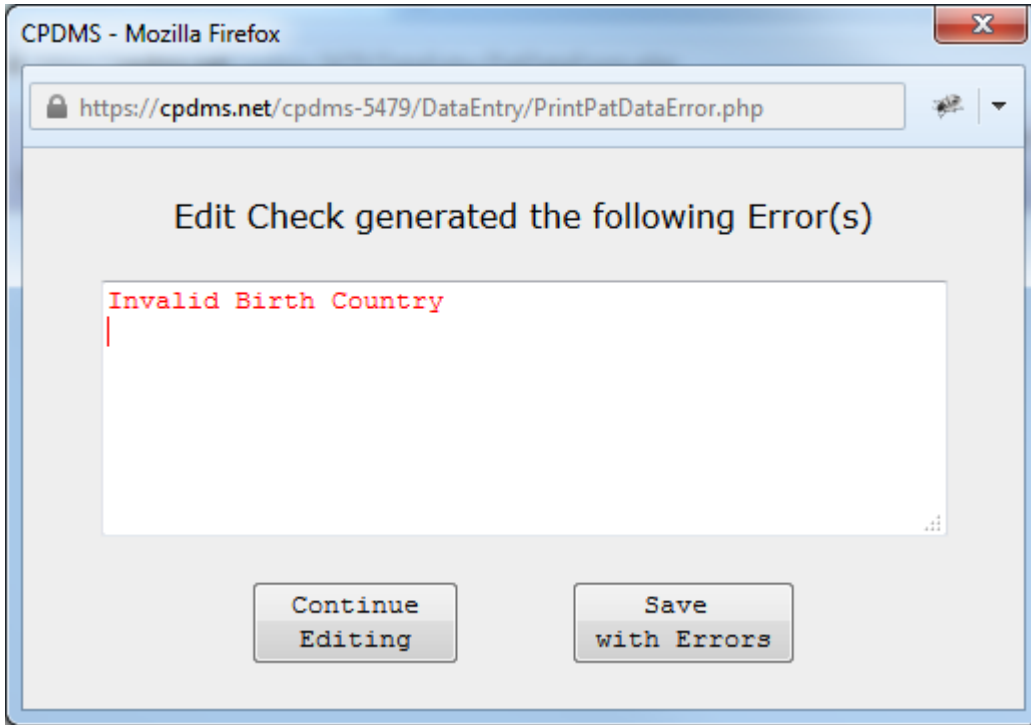 CPDMS - Mozilla Firefox
https://cpdms.net/cpdms-5479/DataEntry/PrintPatDataError.php
Edit Check generated the following Error(s)
Invalid Birth Country
Continue
Editing
Save
with Errors